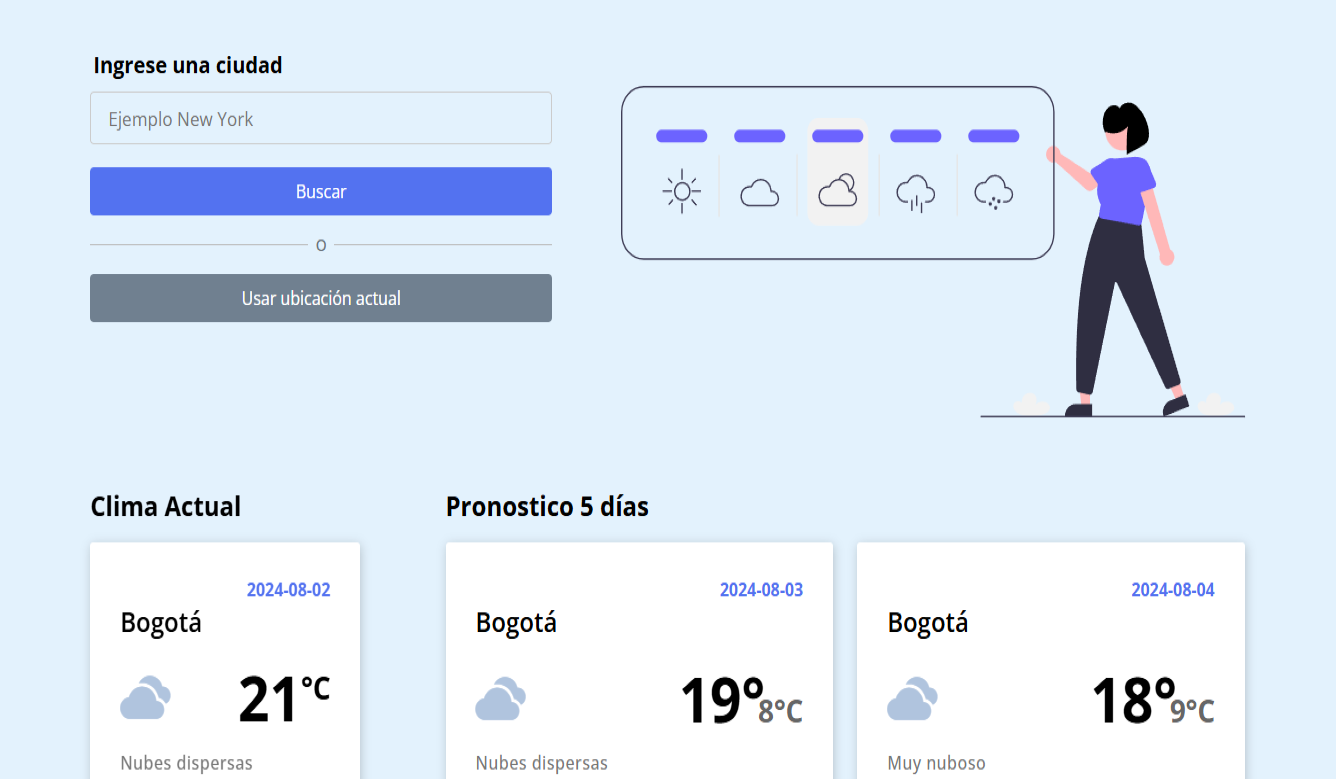 Ingrese una ciudad
Ejemplo New York
Buscar
O
Usar ubicación actual
Clima Actual
Pronostico 5 días
2024-08-02
Bogotá
21°C
Nubes dispersas
2024-08-03
Bogotá
19° 8°C
Nubes dispersas
2024-08-04
Bogotá
18° 9°C
Muy nuboso